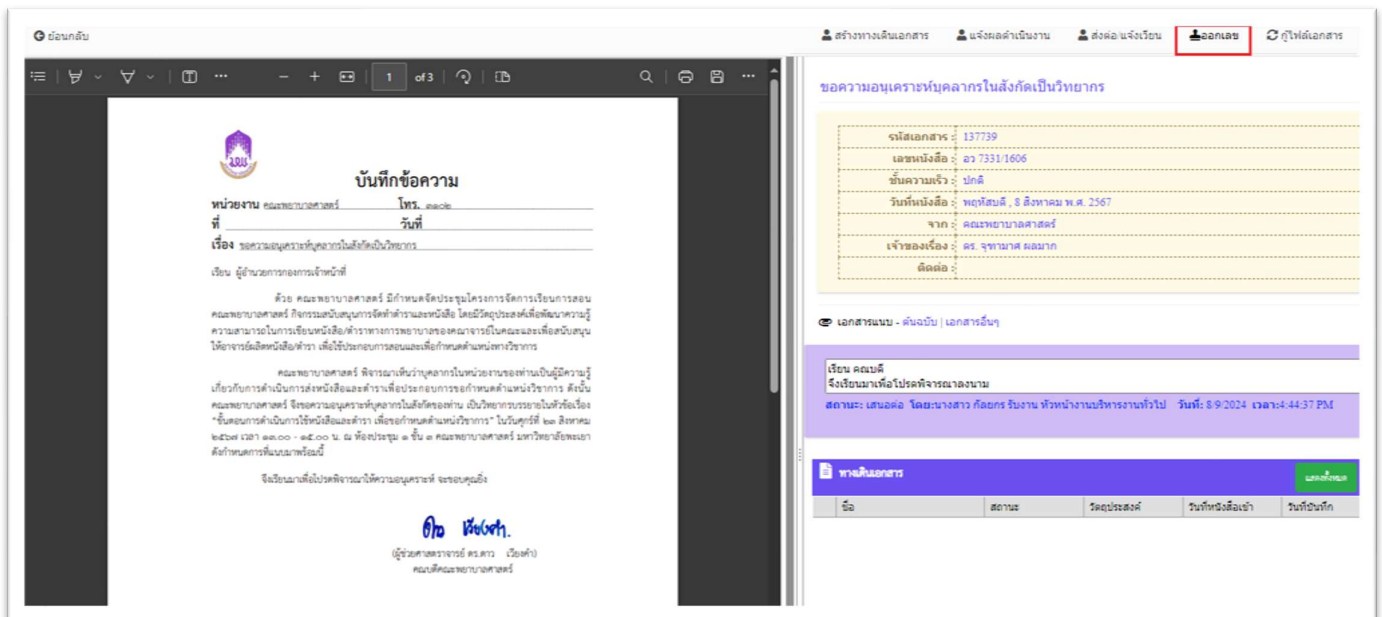 ย้อนกลับ
สร้างทางเดินเอกสาร แจ้งผลดำเนินงาน ส่งต่อ/แจ้งเวียน ออกเลข กู้ไฟล์เอกสาร
1 of 3
บันทึกข้อความ
หน่วยงาน คณะพยาบาลศาสตร์ โทร.
ที่ วันที่
เรื่อง ขอความอนุเคราะห์บุคลากรในสังกัดเป็นวิทยากร
เรียน ผู้อำนวยการกองการเจ้าหน้าที่
ด้วย คณะพยาบาลศาสตร์ มีกำหนดจัดประชุมโครงการจัดการเรียนการสอน
คณะพยาบาลศาสตร์ กิจกรรมสนับสนุนการจัดทำตำราและหนังสือ โดยมีวัตถุประสงค์เพื่อพัฒนาความรู้
ความสามารถในการเขียนหนังสือ/ตำราทางการพยาบาลของคณาจารย์ในคณะและเพื่อสนับสนุน
ให้อาจารย์ผลิตหนังสือ/ตำรา เพื่อใช้ประกอบการสอนและเพื่อกำหนดตำแหน่งทางวิชาการ
คณะพยาบาลศาสตร์ พิจารณาเห็นว่าบุคลากรในหน่วยงานของท่านเป็นผู้มีความรู้
เกี่ยวกับการดำเนินการส่งหนังสือและตำราเพื่อประกอบการขอกำหนดตำแหน่งวิชาการ ดังนั้น
คณะพยาบาลศาสตร์ จึงขอความอนุเคราะห์บุคลากรในสังกัดของท่าน เป็นวิทยากรบรรยายในหัวข้อเรื่อง
"ขั้นตอนการดำเนินการใช้หนังสือและตำรา เพื่อขอกำหนดตำแหน่งวิชาการ" ในวันศุกร์ที่ ๒๓ สิงหาคม
๒๕๖๗ เวลา ๑๓.๐๐ - ๑๕.๐๐ น. ณ ห้องประชุม ๑ ชั้น ๓ คณะพยาบาลศาสตร์ มหาวิทยาลัยพะเยา
ดังกำหนดการที่แนบมาพร้อมนี้
จึงเรียนมาเพื่อโปรดพิจารณาให้ความอนุเคราะห์ จะขอบคุณยิ่ง
(ผู้ช่วยศาสตราจารย์ ดร.ดาว เวียงคำ)
คณบดีคณะพยาบาลศาสตร์
ขอความอนุเคราะห์บุคลากรในสังกัดเป็นวิทยากร
รหัสเอกสาร : 137739
เลขหนังสือ : อว 7331/1606
ชั้นความเร็ว : ปกติ
วันที่หนังสือ : พฤหัสบดี , 8 สิงหาคม พ.ศ. 2567
จาก : คณะพยาบาลศาสตร์
เจ้าของเรื่อง : ดร. จุฑามาศ ผลมาก
ติดต่อ :
เอกสารแนบ - ต้นฉบับ | เอกสารอื่นๆ
เรียน คณบดี
จึงเรียนมาเพื่อโปรดพิจารณาลงนาม
สถานะ: เสนอต่อ โดย:นางสาว กัลยกร รับงาน หัวหน้างานบริหารงานทั่วไป วันที่: 8/9/2024 เวลา:4:44:37 PM
ทางเดินเอกสาร แสดงทั้งหมด
ชื่อ สถานะ วัตถุประสงค์ วันที่หนังสือเข้า วันที่บันทึก